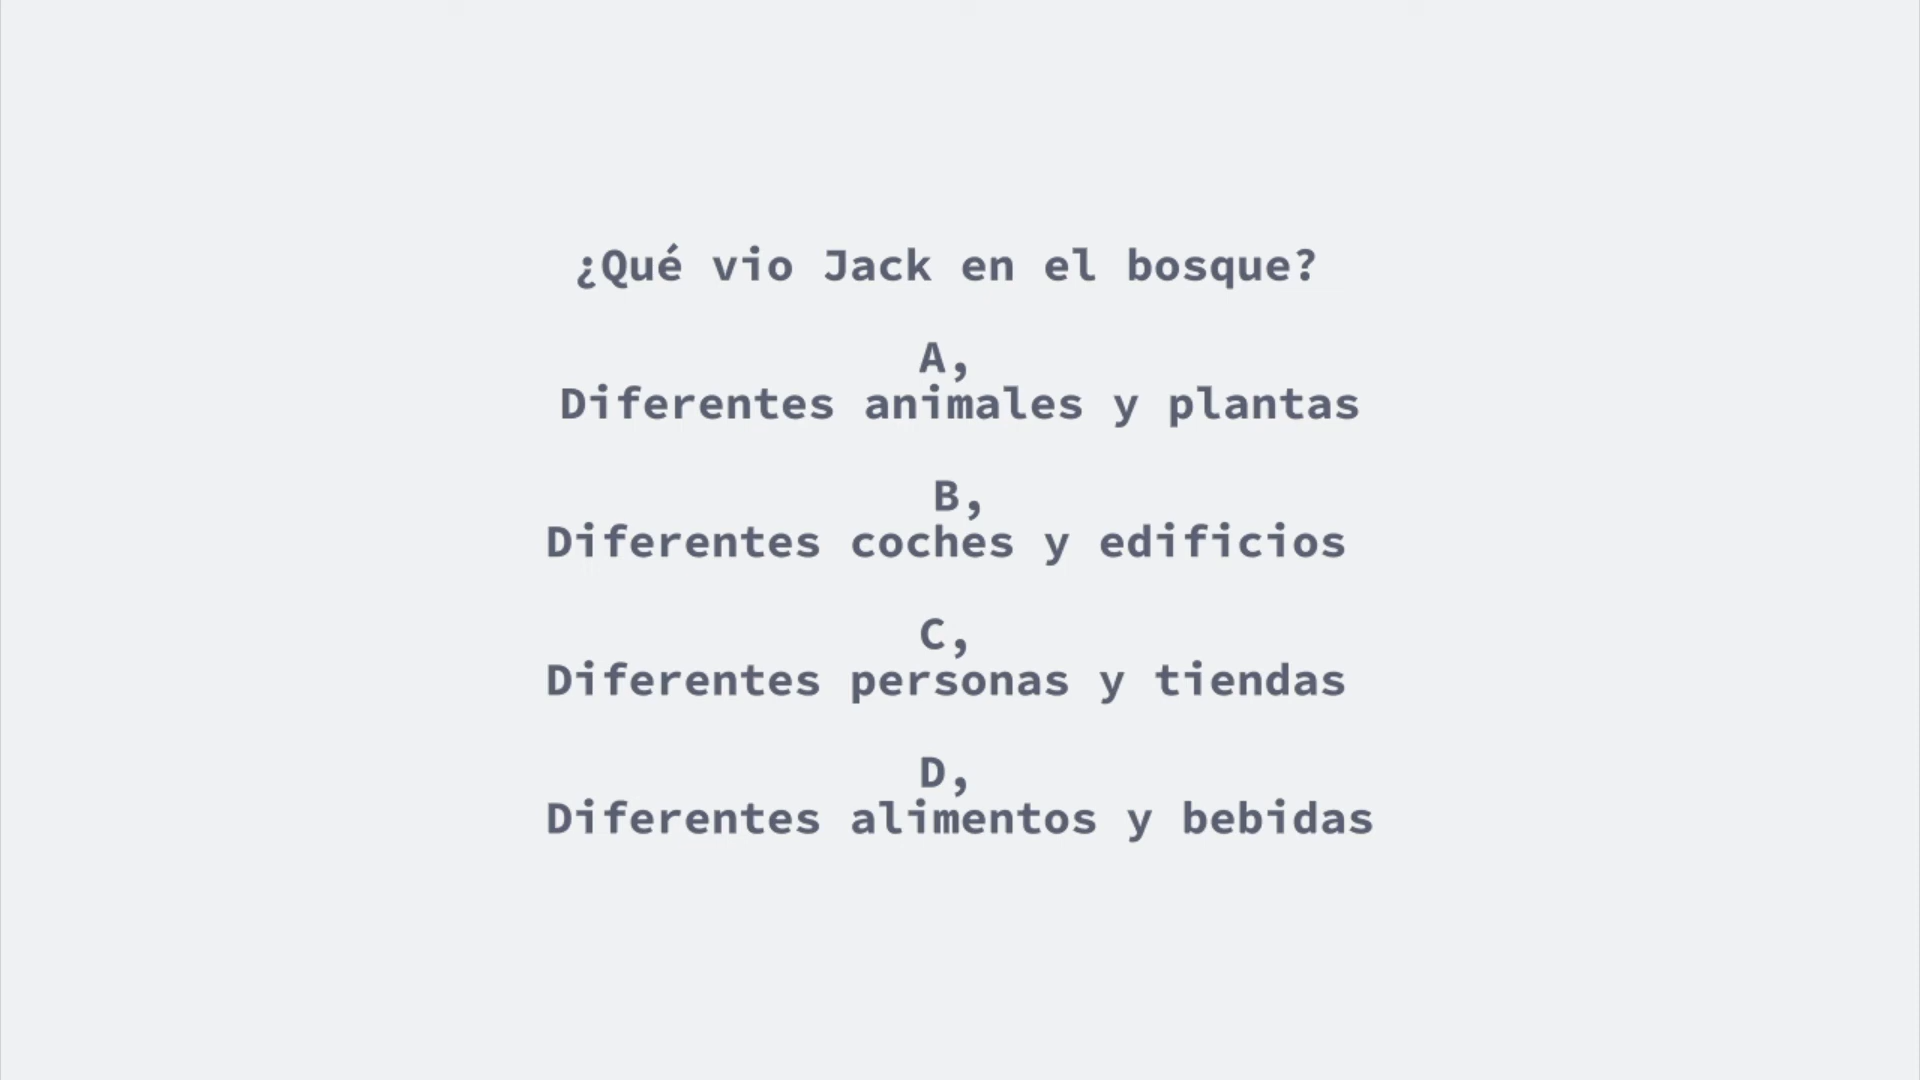 ¿Qué vio Jack en el bosque?
A,
Diferentes animales y plantas
B,
Diferentes coches y edificios
C,
Diferentes personas y tiendas
D,
Diferentes alimentos y bebidas